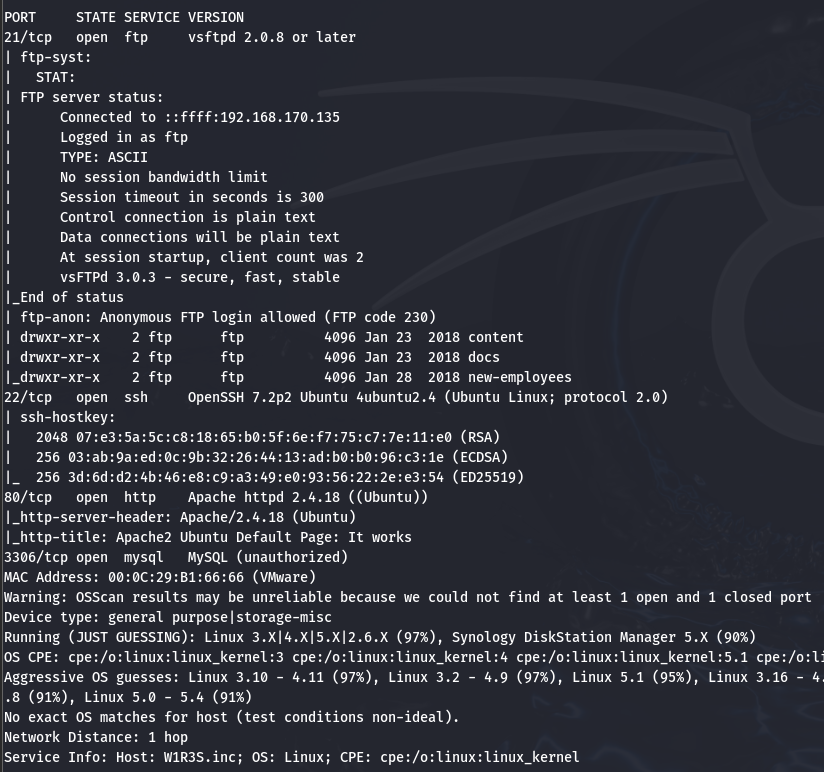 PORT     STATE SERVICE VERSION
21/tcp   open  ftp     vsftpd 2.0.8 or later
| ftp-syst:
|   STAT:
| FTP server status:
|      Connected to ::ffff:192.168.170.135
|      Logged in as ftp
|      TYPE: ASCII
|      No session bandwidth limit
|      Session timeout in seconds is 300
|      Control connection is plain text
|      Data connections will be plain text
|      At session startup, client count was 2
|      vsFTPd 3.0.3 - secure, fast, stable
|_End of status
| ftp-anon: Anonymous FTP login allowed (FTP code 230)
| drwxr-xr-x    2 ftp      ftp          4096 Jan 23  2018 content
| drwxr-xr-x    2 ftp      ftp          4096 Jan 23  2018 docs
|_drwxr-xr-x    2 ftp      ftp          4096 Jan 28  2018 new-employees
22/tcp   open  ssh     OpenSSH 7.2p2 Ubuntu 4ubuntu2.4 (Ubuntu Linux; protocol 2.0)
| ssh-hostkey:
|   2048 07:e3:5a:5c:c8:18:65:b0:5f:6e:f7:75:c7:7e:11:e0 (RSA)
|   256 03:ab:9a:ed:0c:9b:32:26:44:13:ad:b0:b0:96:c3:1e (ECDSA)
|_  256 3d:6d:d2:4b:46:e8:c9:a3:49:e0:93:56:22:2e:e3:54 (ED25519)
80/tcp   open  http    Apache httpd 2.4.18 ((Ubuntu))
|_http-server-header: Apache/2.4.18 (Ubuntu)
|_http-title: Apache2 Ubuntu Default Page: It works
3306/tcp open  mysql   MySQL (unauthorized)
MAC Address: 00:0C:29:B1:66:66 (VMware)
Warning: OSScan results may be unreliable because we could not find at least 1 open and 1 closed port
Device type: general purpose|storage-misc
Running (JUST GUESSING): Linux 3.X|4.X|5.X|2.6.X (97%), Synology DiskStation Manager 5.X (90%)
OS CPE: cpe:/o:linux:linux_kernel:3 cpe:/o:linux:linux_kernel:4 cpe:/o:linux:linux_kernel:5.1 cpe:/o:li
Aggressive OS guesses: Linux 3.10 - 4.11 (97%), Linux 3.2 - 4.9 (97%), Linux 5.1 (95%), Linux 3.16 - 4.
.8 (91%), Linux 5.0 - 5.4 (91%)
No exact OS matches for host (test conditions non-ideal).
Network Distance: 1 hop
Service Info: Host: W1R3S.inc; OS: Linux; CPE: cpe:/o:linux:linux_kernel